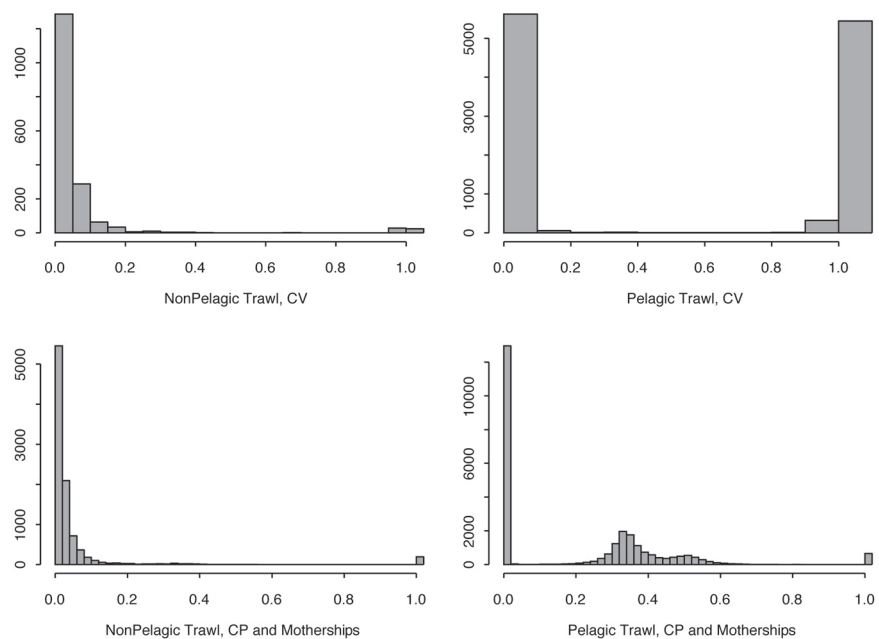 0 200 600 1000
0.0 0.2 0.4 0.6 0.8 1.0
NonPelagic Trawl, CV
0 1000 3000 5000
0.0 0.2 0.4 0.6 0.8 1.0
Pelagic Trawl, CV
0 1000 3000 5000
0.0 0.2 0.4 0.6 0.8 1.0
NonPelagic Trawl, CP and Motherships
0 2000 6000 10000
0.0 0.2 0.4 0.6 0.8 1.0
Pelagic Trawl, CP and Motherships